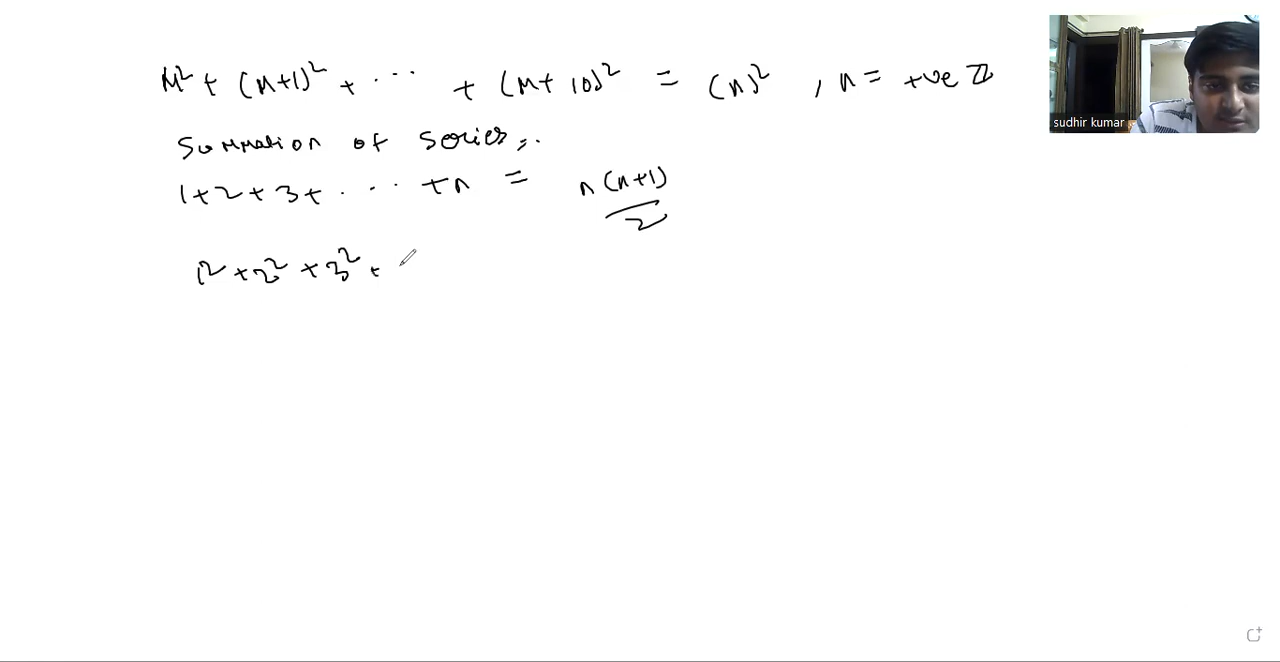 M² + (M+1)² + ... + (M+10)² = (n)² , n = +ve ℤ
Summation of series,.
1+2+3+ ... +n = n(n+1)/2
1² + 2² + 3² +
sudhir kumar